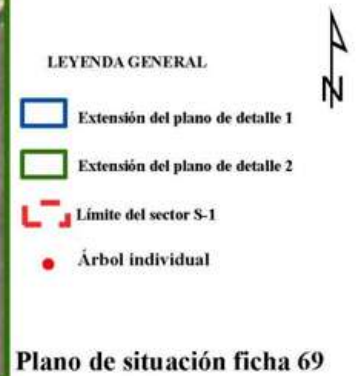 LEYENDA GENERAL
N
Extensión del plano de detalle 1
Extensión del plano de detalle 2
Límite del sector S-1
Árbol individual
Plano de situación ficha 69